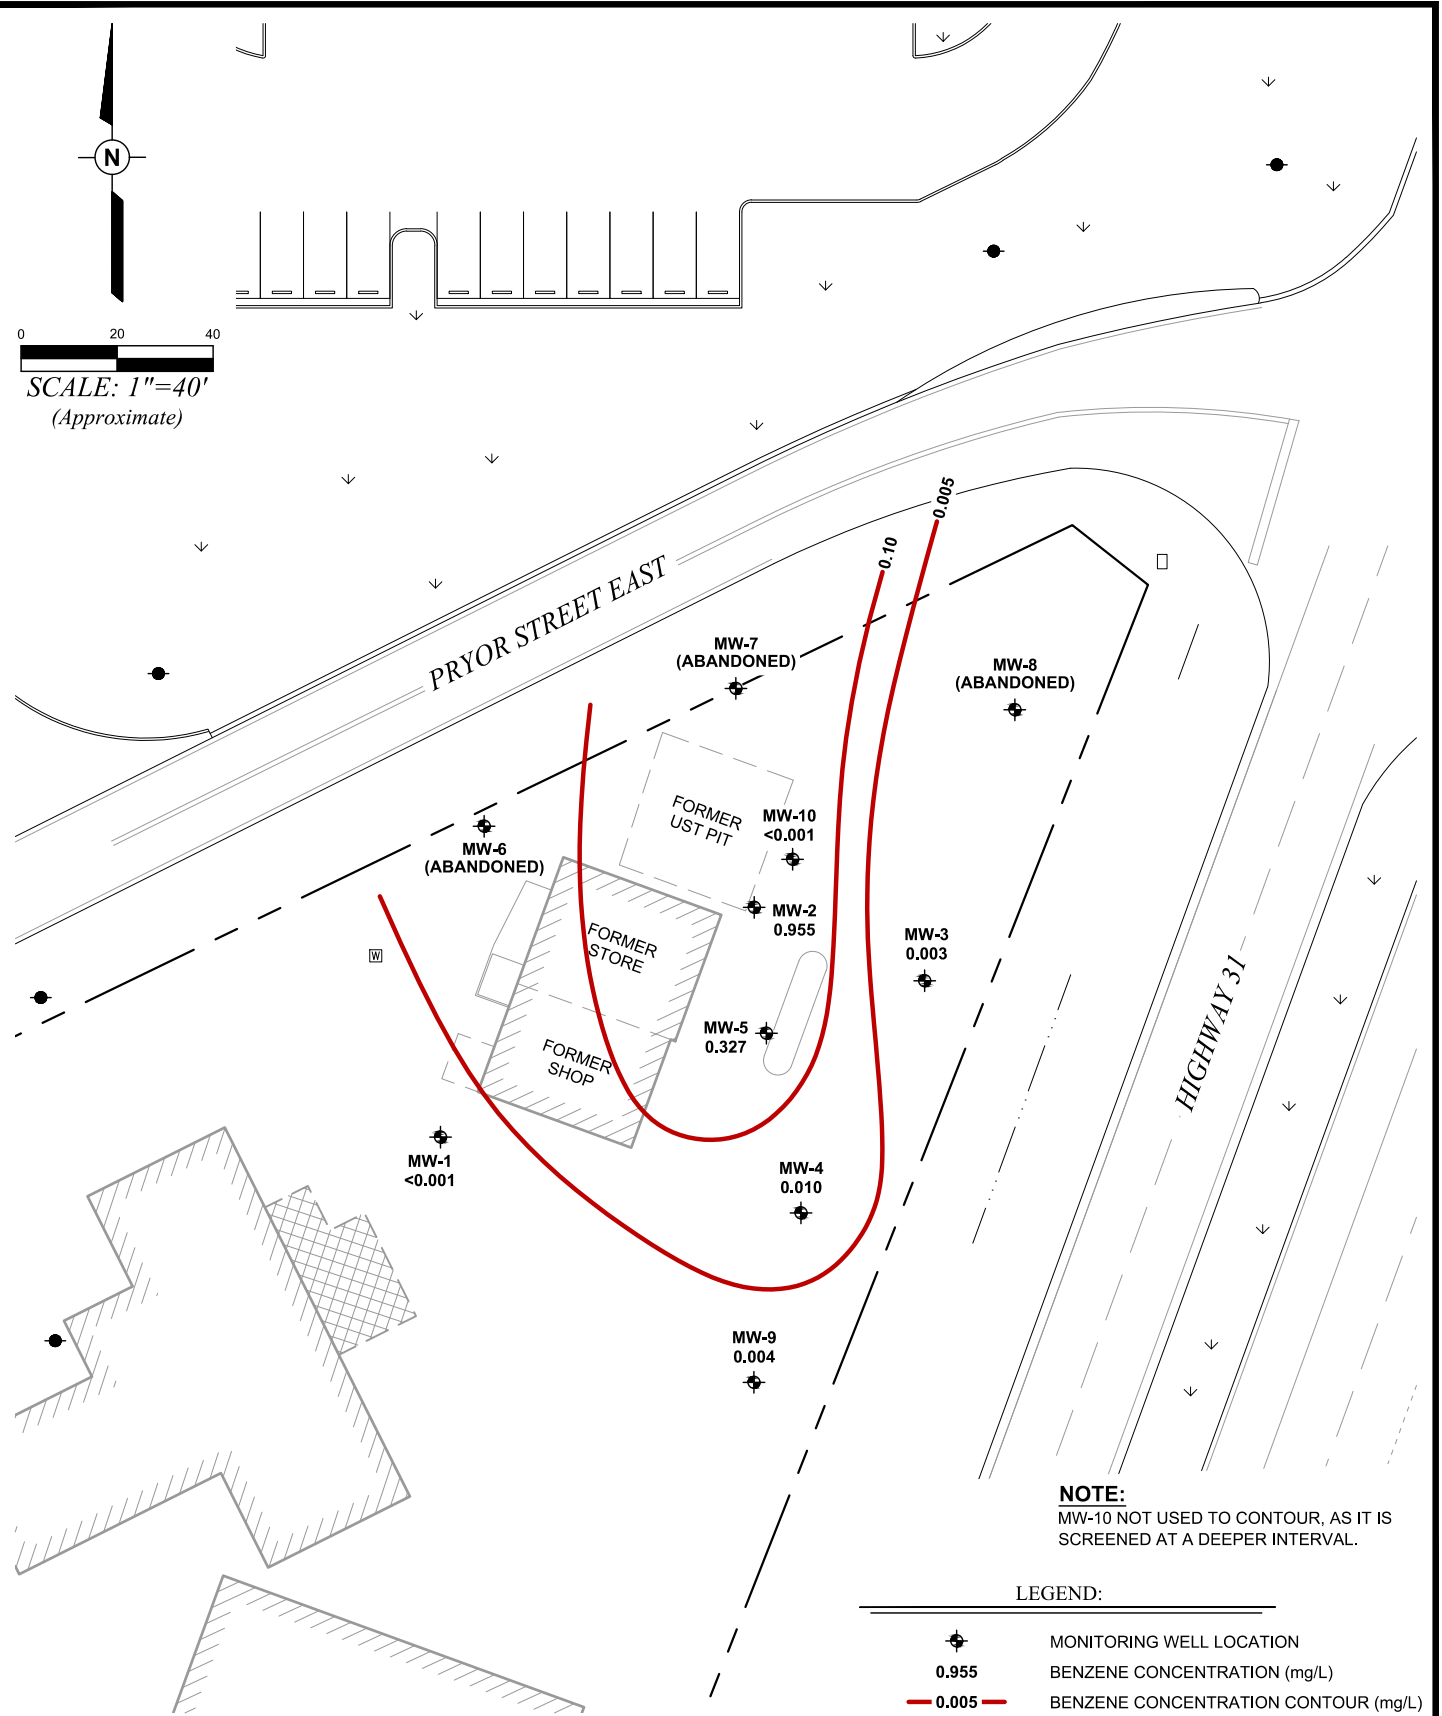 N
0 20 40
SCALE: 1"=40'
(Approximate)
0.005
0.10
PRYOR STREET EAST
MW-7
(ABANDONED)
MW-8
(ABANDONED)
FORMER
UST PIT
MW-10
<0.001
MW-6
(ABANDONED)
MW-2
0.955
FORMER
STORE
MW-3
0.003
W
MW-5
0.327
FORMER
SHOP
HIGHWAY 31
MW-1
<0.001
MW-4
0.010
MW-9
0.004
NOTE:
MW-10 NOT USED TO CONTOUR, AS IT IS
SCREENED AT A DEEPER INTERVAL.
LEGEND:
MONITORING WELL LOCATION
0.955 BENZENE CONCENTRATION (mg/L)
0.005 BENZENE CONCENTRATION CONTOUR (mg/L)